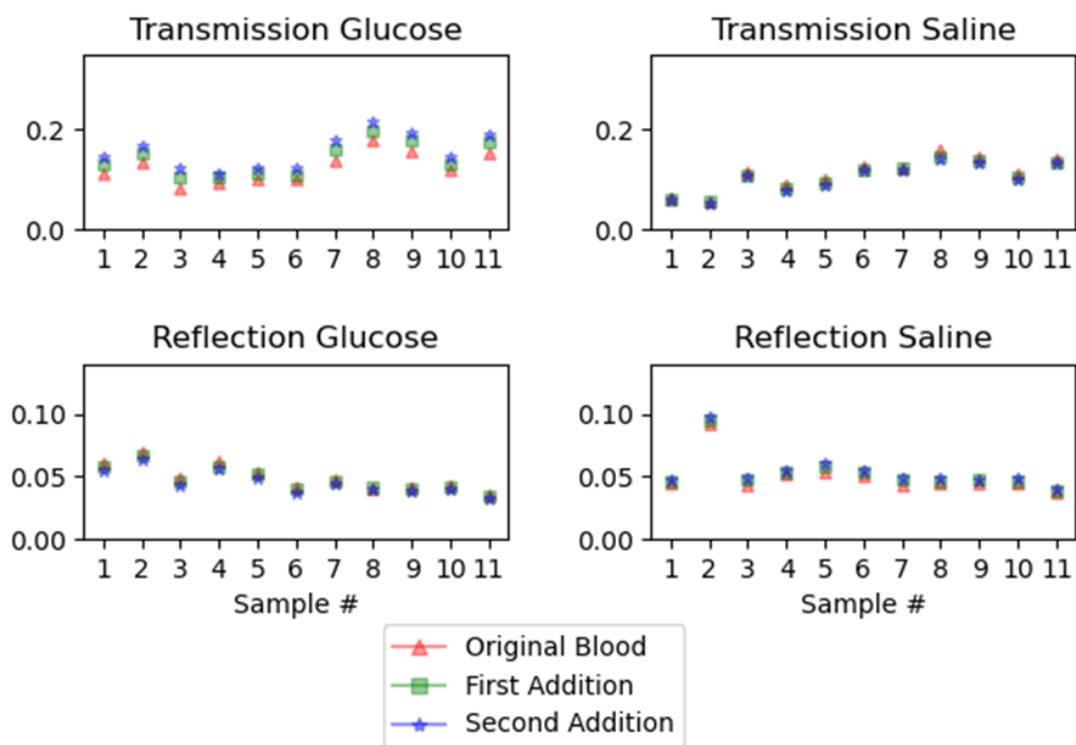 Transmission Glucose
Transmission Saline
0.2
0.0
1 2 3 4 5 6 7 8 9 10 11
0.2
0.0
1 2 3 4 5 6 7 8 9 10 11
Reflection Glucose
Reflection Saline
0.10
0.05
0.00
1 2 3 4 5 6 7 8 9 10 11
Sample #
0.10
0.05
0.00
1 2 3 4 5 6 7 8 9 10 11
Sample #
Original Blood
First Addition
Second Addition